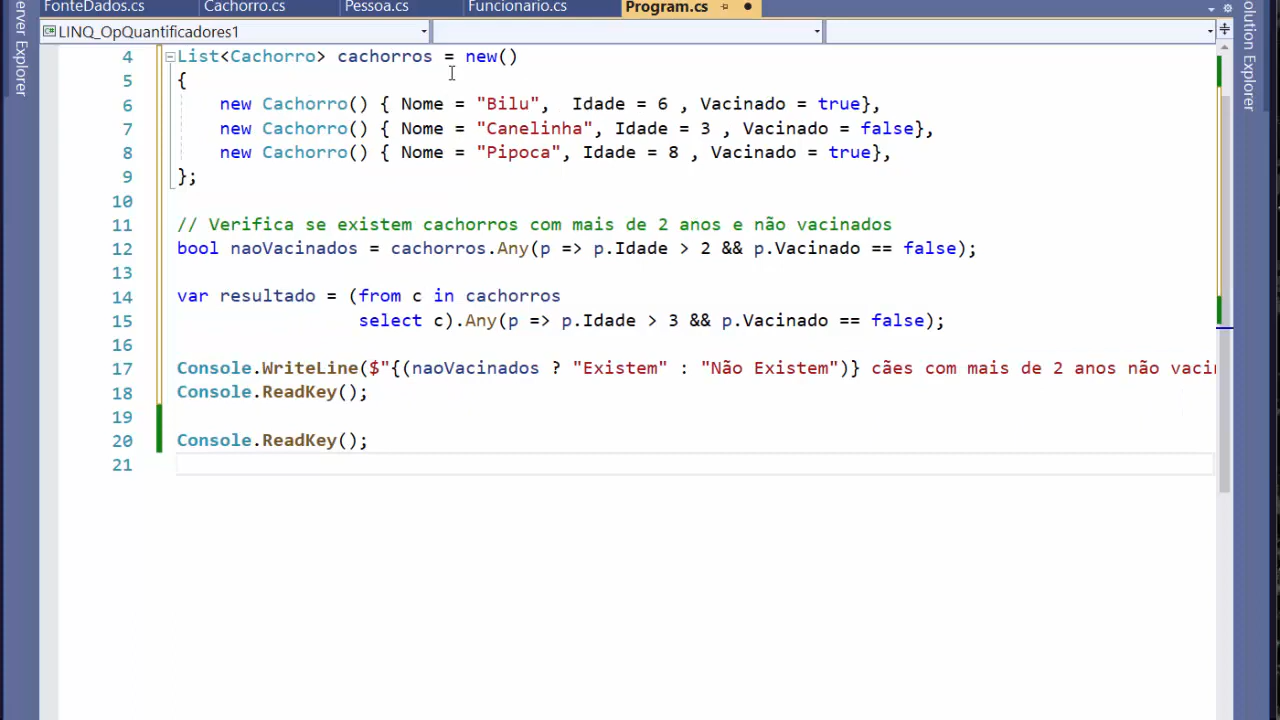 FonteDados.cs Cachorro.cs Pessoa.cs Funcionario.cs Program.cs
LINQ_OpQuantificadores1
erver Explorer
olution Explorer
4 List<Cachorro> cachorros = new()
5 {
6 new Cachorro() { Nome = "Bilu", Idade = 6 , Vacinado = true},
7 new Cachorro() { Nome = "Canelinha", Idade = 3 , Vacinado = false},
8 new Cachorro() { Nome = "Pipoca", Idade = 8 , Vacinado = true},
9 };
10
11 // Verifica se existem cachorros com mais de 2 anos e não vacinados
12 bool naoVacinados = cachorros.Any(p => p.Idade > 2 && p.Vacinado == false);
13
14 var resultado = (from c in cachorros
15 select c).Any(p => p.Idade > 3 && p.Vacinado == false);
16
17 Console.WriteLine($"{(naoVacinados ? "Existem" : "Não Existem")} cães com mais de 2 anos não vacin
18 Console.ReadKey();
19
20 Console.ReadKey();
21